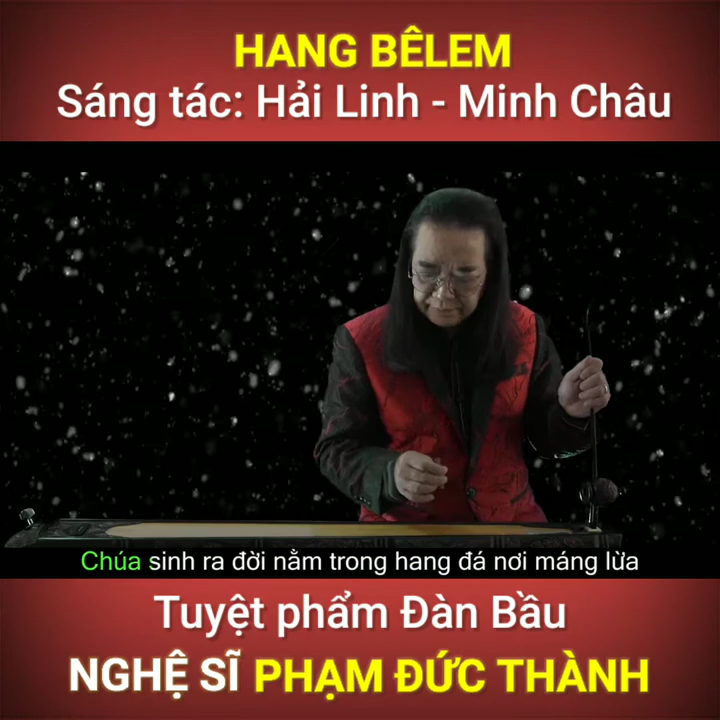 HANG BÊLEM
Sáng tác: Hải Linh - Minh Châu
Chúa sinh ra đời nằm trong hang đá nơi máng lừa
Tuyệt phẩm Đàn Bầu
NGHỆ SĨ PHẠM ĐỨC THÀNH